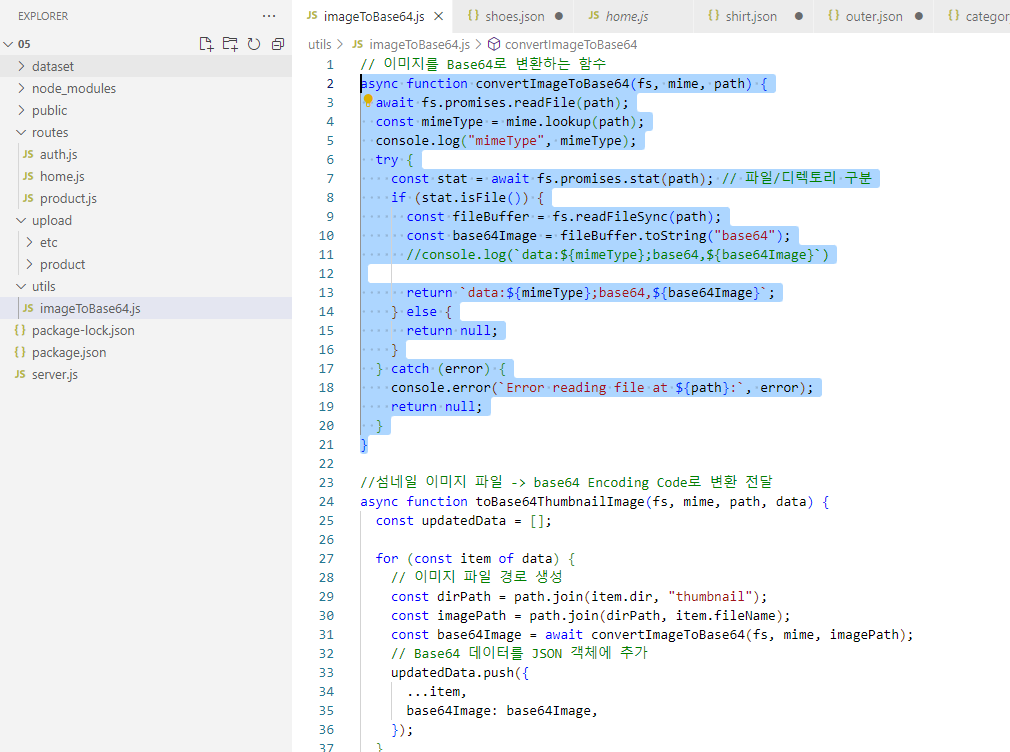 EXPLORER ···
05
dataset
node_modules
public
routes
JS auth.js
JS home.js
JS product.js
upload
etc
product
utils
JS imageToBase64.js
{} package-lock.json
{} package.json
JS server.js
JS imageToBase64.js × {} shoes.json ● JS home.js {} shirt.json ● {} outer.json ● {} categor
utils > JS imageToBase64.js > convertImageToBase64
1 // 이미지를 Base64로 변환하는 함수
2 async function convertImageToBase64(fs, mime, path) {
3 await fs.promises.readFile(path);
4 const mimeType = mime.lookup(path);
5 console.log("mimeType", mimeType);
6 try {
7 const stat = await fs.promises.stat(path); // 파일/디렉토리 구분
8 if (stat.isFile()) {
9 const fileBuffer = fs.readFileSync(path);
10 const base64Image = fileBuffer.toString("base64");
11 //console.log(`data:${mimeType};base64,${base64Image}`)
12
13 return `data:${mimeType};base64,${base64Image}`;
14 } else {
15 return null;
16 }
17 } catch (error) {
18 console.error(`Error reading file at ${path}:`, error);
19 return null;
20 }
21 }
22
23 //섬네일 이미지 파일 -> base64 Encoding Code로 변환 전달
24 async function toBase64ThumbnailImage(fs, mime, path, data) {
25 const updatedData = [];
26
27 for (const item of data) {
28 // 이미지 파일 경로 생성
29 const dirPath = path.join(item.dir, "thumbnail");
30 const imagePath = path.join(dirPath, item.fileName);
31 const base64Image = await convertImageToBase64(fs, mime, imagePath);
32 // Base64 데이터를 JSON 객체에 추가
33 updatedData.push({
34 ...item,
35 base64Image: base64Image,
36 });
37 }